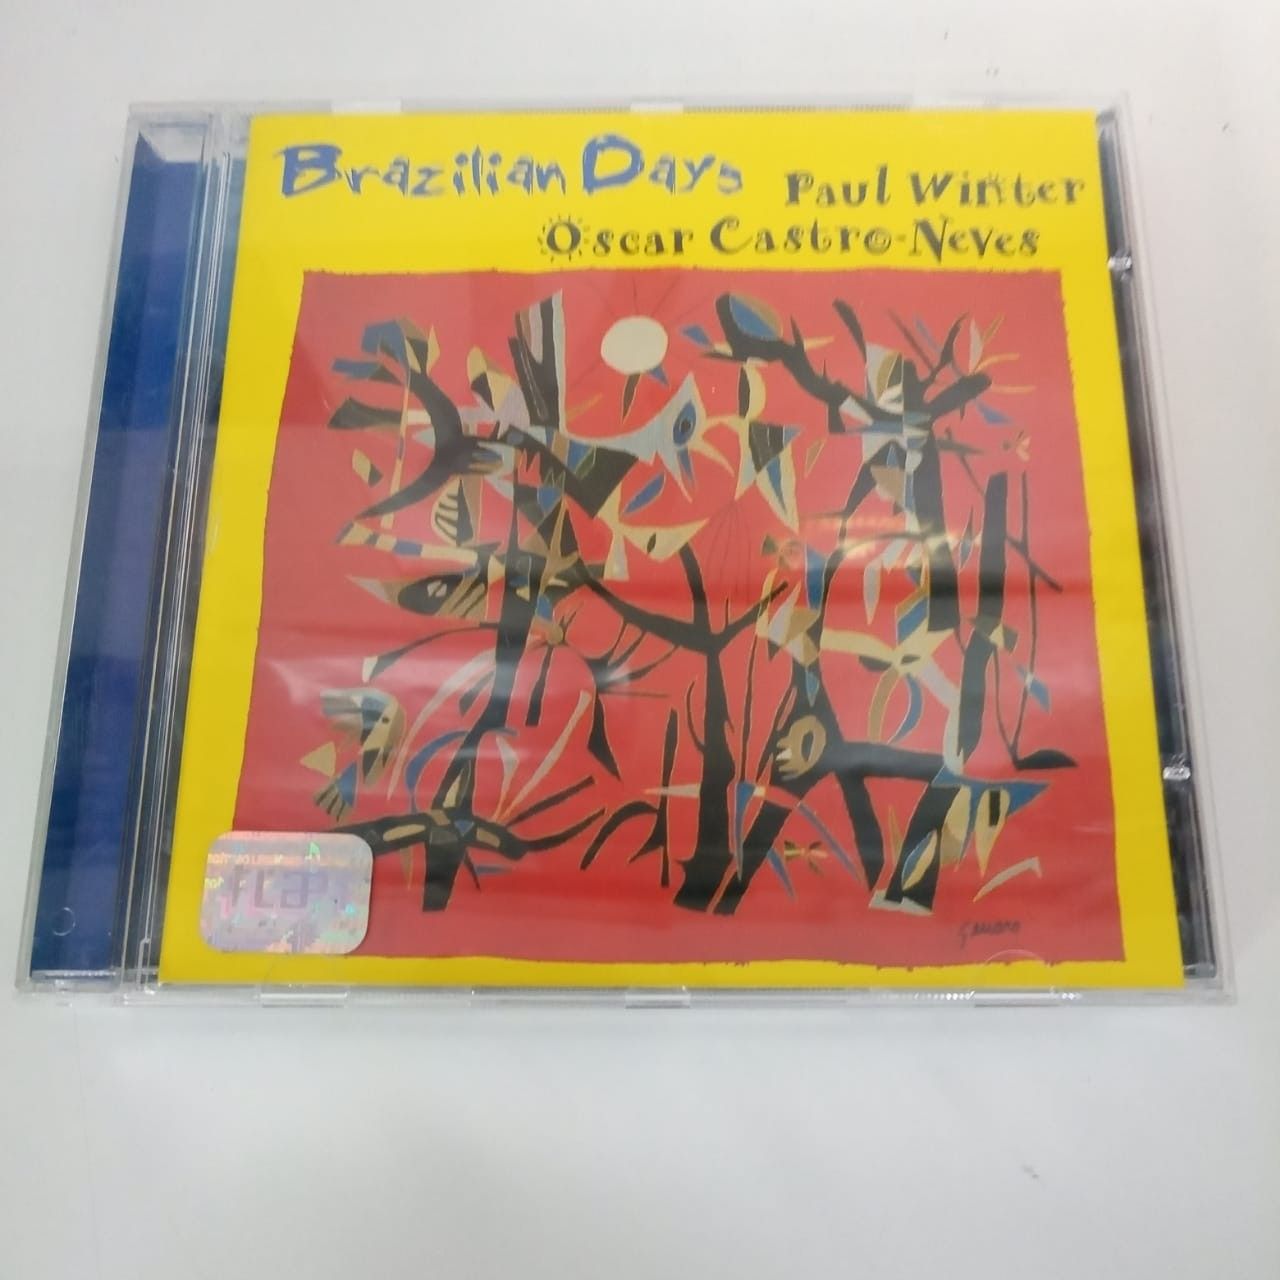 Brazilian Days
Paul Winter
Oscar Castro-Neves